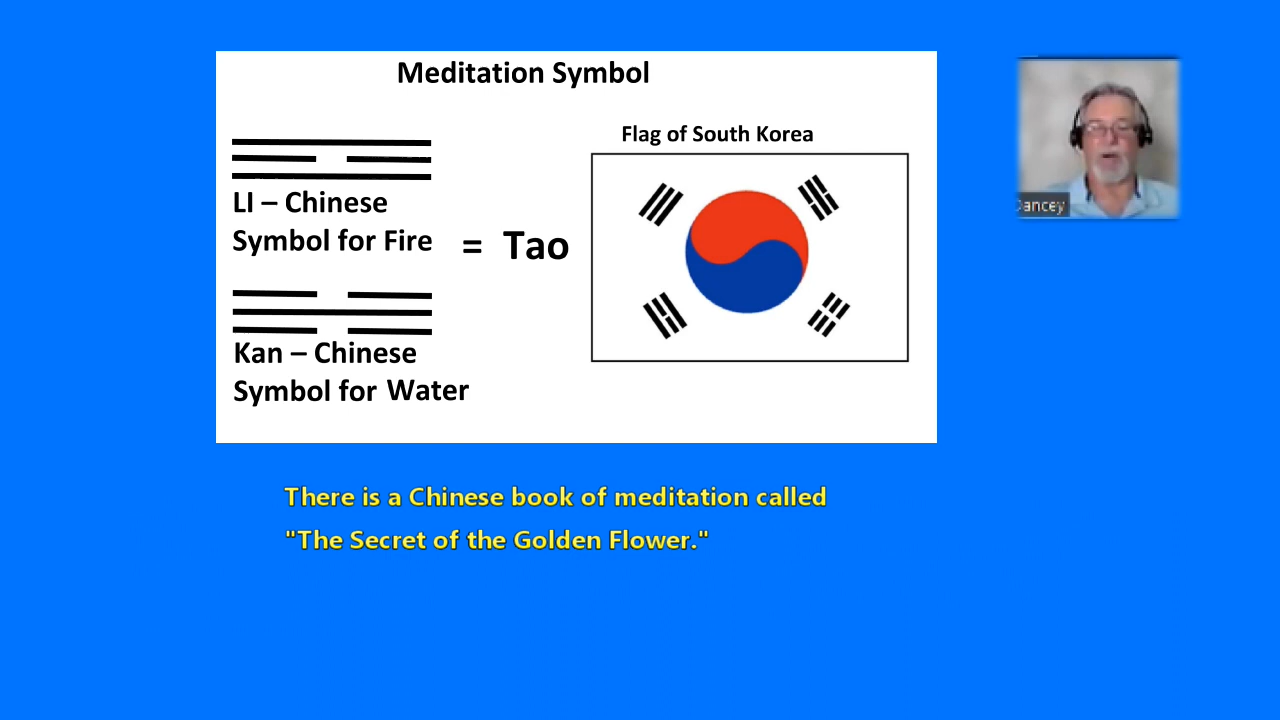 Meditation Symbol
Flag of South Korea
LI – Chinese
Symbol for Fire
= Tao
Kan – Chinese
Symbol for Water
Dancey
There is a Chinese book of meditation called
"The Secret of the Golden Flower."